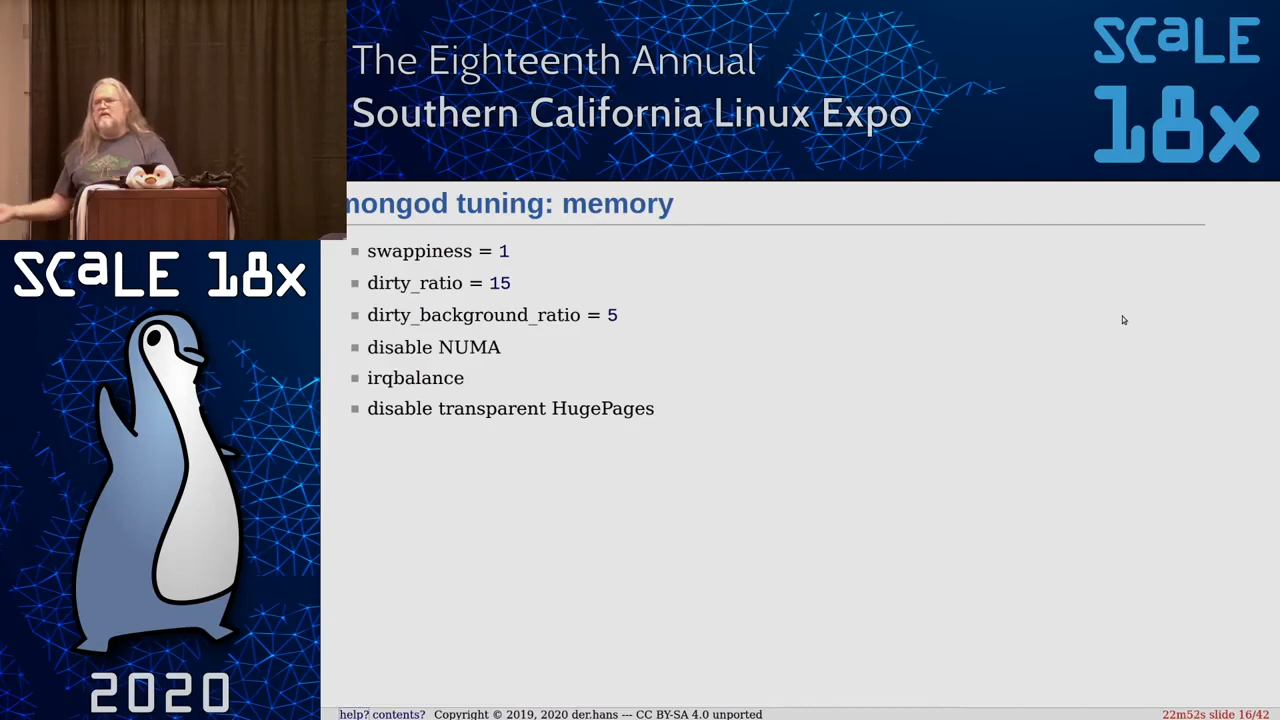 The Eighteenth Annual
Southern California Linux Expo
SCaLE
18x
mongod tuning: memory
swappiness = 1
dirty_ratio = 15
dirty_background_ratio = 5
disable NUMA
irqbalance
disable transparent HugePages
SCaLE 18x
2020
help? contents? Copyright © 2019, 2020 der.hans --- CC BY-SA 4.0 unported
22m52s slide 16/42